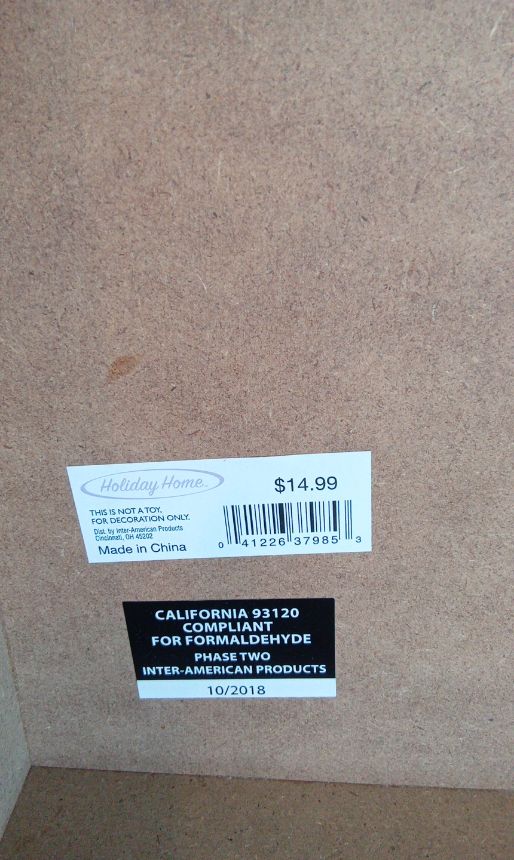 Holiday Home
$14.99
THIS IS NOT A TOY.
FOR DECORATION ONLY.
Dist. by Inter-American Products
Cincinnati, OH 45202
Made in China
0 41226 37985 3
CALIFORNIA 93120
COMPLIANT
FOR FORMALDEHYDE
PHASE TWO
INTER-AMERICAN PRODUCTS
10/2018